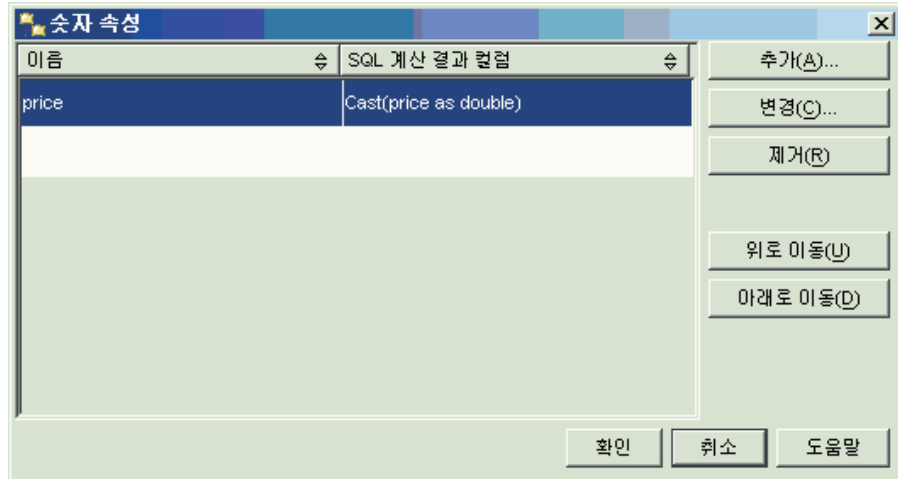 숫자 속성
이름 SQL 계산 결과 컬럼
price Cast(price as double)
추가(A)...
변경(C)...
제거(R)
위로 이동(U)
아래로 이동(D)
확인 취소 도움말